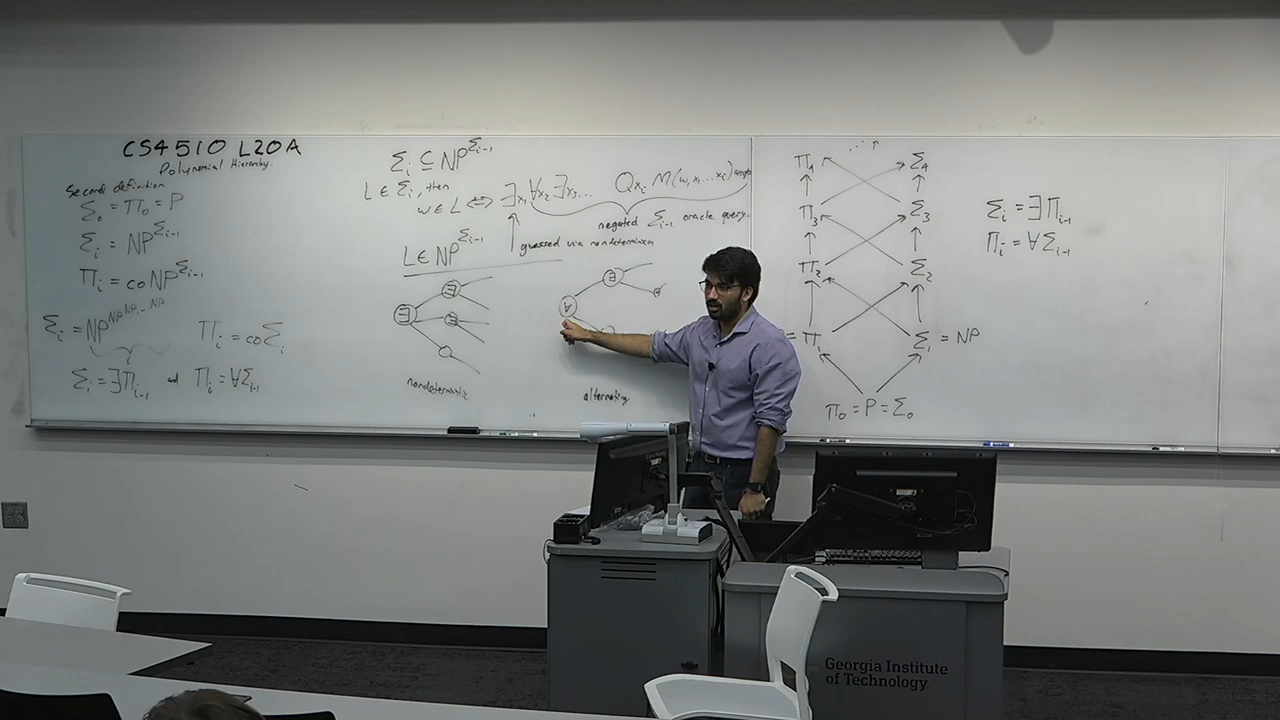 CS4510 L20A
Polynomial Hierarchy.
Second definition
Σ₀ = Π₀ = P
Σᵢ = NP^Σᵢ₋₁
Πᵢ = coNP^Σᵢ₋₁
Σᵢ = NP^NP^NP...NP
i
Πᵢ = coΣᵢ
Σᵢ = ∃Πᵢ₋₁ and Πᵢ = ∀Σᵢ₋₁
Σᵢ ⊆ NP^Σᵢ₋₁
L ∈ Σᵢ, then
w ∈ L ⇔ ∃x₁ ∀x₂ ∃x₃... Qxᵢ M(w, x₁ ... xᵢ) accepts
negated Σᵢ₋₁ oracle query.
guessed via nondeterminism
L ∈ NP^Σᵢ₋₁
∃ ∃ ∃
nondeterministic
A ∃
alternating
Π₄ Σ₄
Π₃ Σ₃
Π₂ Σ₂
= Π₁ Σ₁ = NP
Π₀ = P = Σ₀
Σᵢ = ∃Πᵢ₋₁
Πᵢ = ∀Σᵢ₋₁
Georgia Institute
of Technology